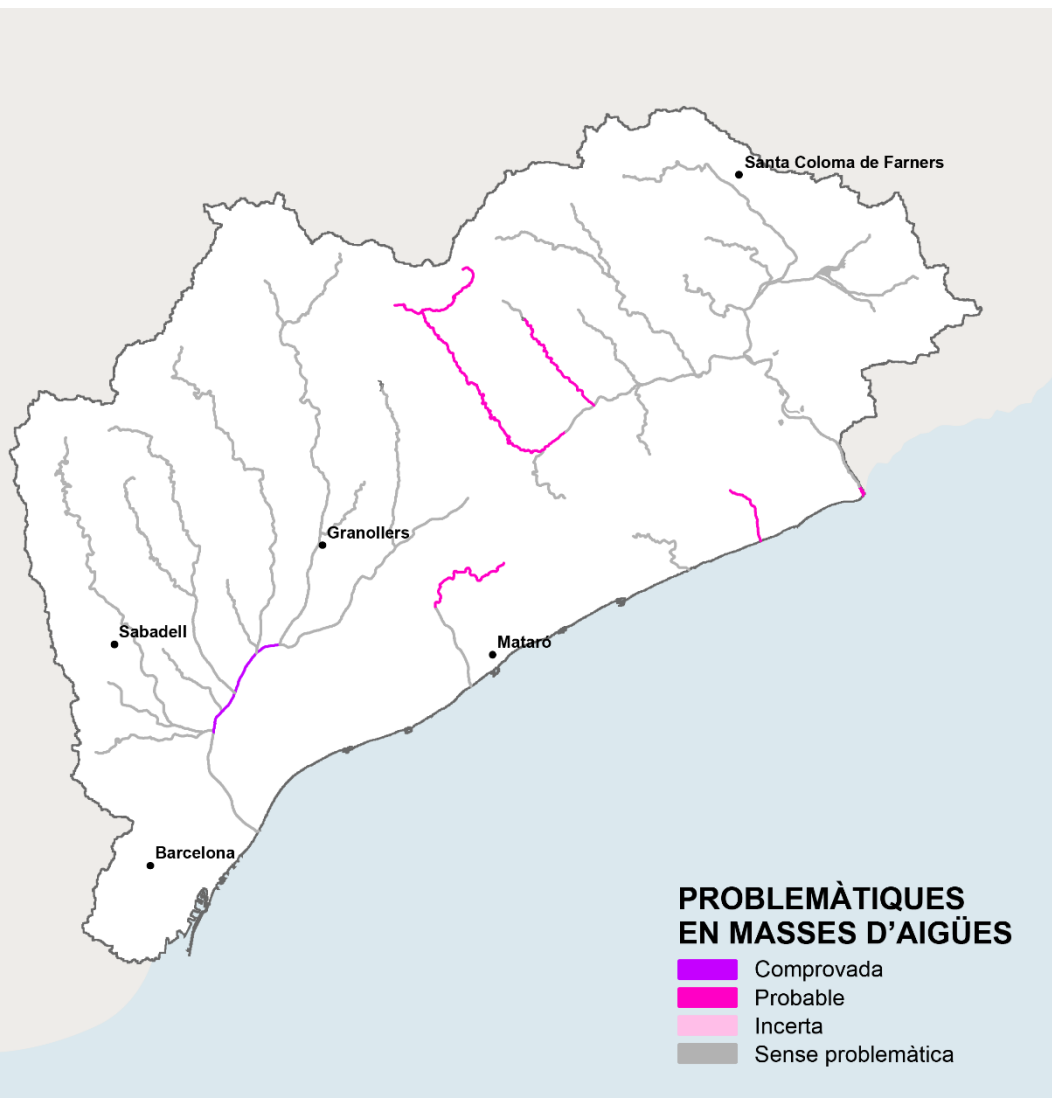 Santa Coloma de Farners
Granollers
Sabadell
Mataró
Barcelona
PROBLEMÀTIQUES
EN MASSES D'AIGÜES
Comprovada
Probable
Incerta
Sense problemàtica